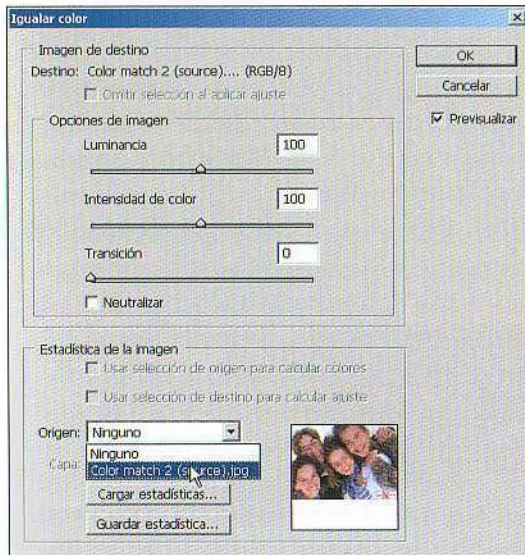 Igualar color
Imagen de destino
Destino: Color match 2 (source).... (RGB/8)
Omitir selección al aplicar ajuste
Opciones de imagen
Luminancia 100
Intensidad de color 100
Transición 0
Neutralizar
OK
Cancelar
Previsualizar
Estadística de la imagen
Usar selección de origen para calcular colores
Usar selección de destino para calcular ajuste
Origen: Ninguno
Ninguno
Capa: Color match 2 (source).jpg
Cargar estadísticas...
Guardar estadística...